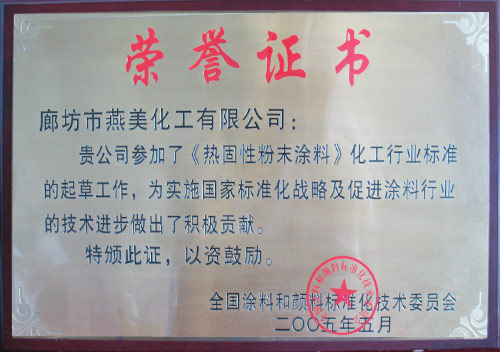 荣誉证书
廊坊市燕美化工有限公司：
贵公司参加了《热固性粉末涂料》化工行业标准
的起草工作，为实施国家标准化战略及促进涂料行业
的技术进步做出了积极贡献。
特颁此证，以资鼓励。
全国涂料和颜料标准化技术委员会
二〇〇五年五月